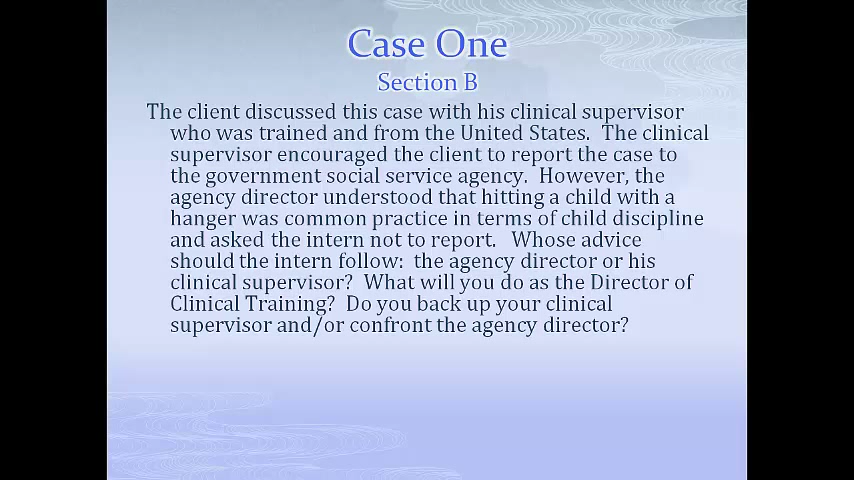 Case One
Section B
The client discussed this case with his clinical supervisor
who was trained and from the United States.  The clinical
supervisor encouraged the client to report the case to
the government social service agency.  However, the
agency director understood that hitting a child with a
hanger was common practice in terms of child discipline
and asked the intern not to report.   Whose advice
should the intern follow:  the agency director or his
clinical supervisor?  What will you do as the Director of
Clinical Training?  Do you back up your clinical
supervisor and/or confront the agency director?